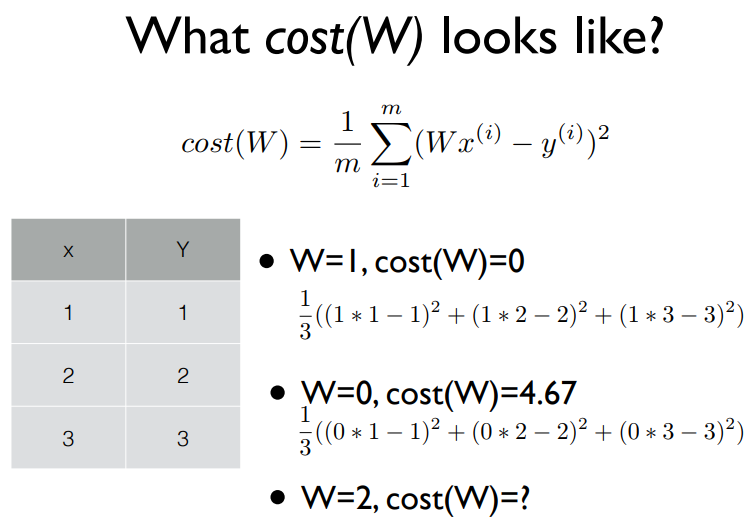 What cost(W) looks like?
cost(W) = \frac{1}{m} \sum_{i=1}^{m} (Wx^{(i)} - y^{(i)})^2
x Y
1 1
2 2
3 3
• W=1, cost(W)=0
\frac{1}{3}((1 * 1 - 1)^2 + (1 * 2 - 2)^2 + (1 * 3 - 3)^2)
• W=0, cost(W)=4.67
\frac{1}{3}((0 * 1 - 1)^2 + (0 * 2 - 2)^2 + (0 * 3 - 3)^2)
• W=2, cost(W)=?